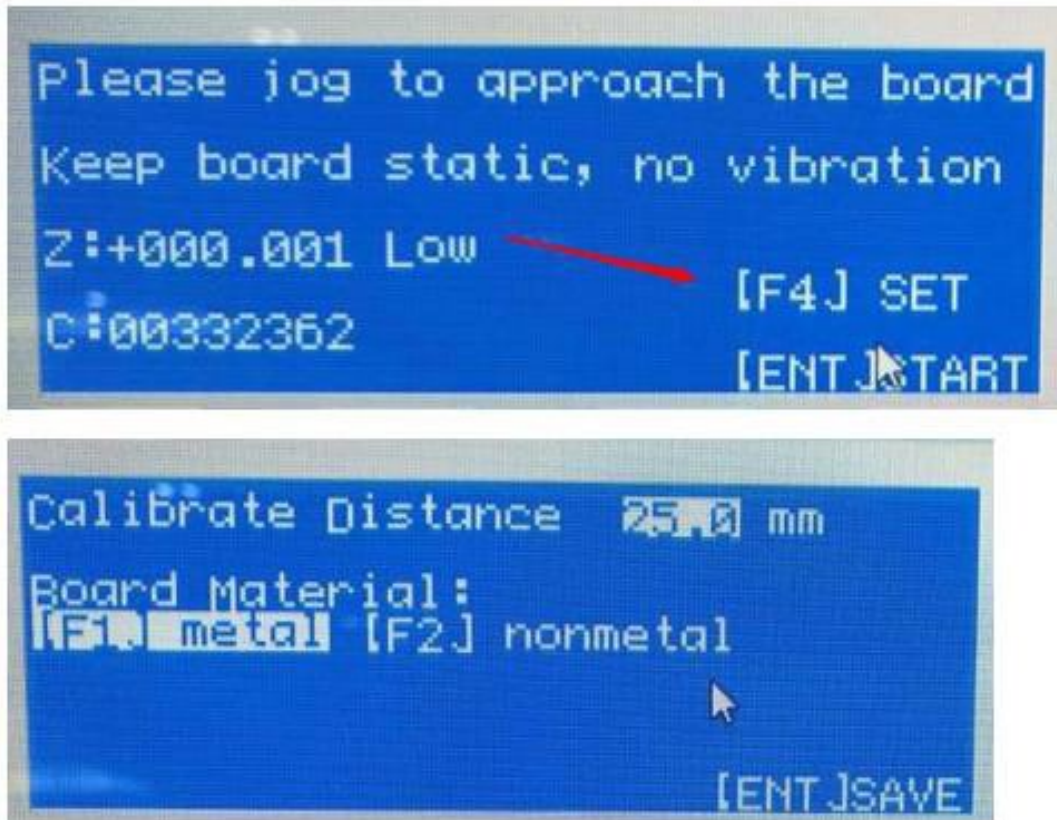 Please jog to approach the board
Keep board static, no vibration
Z:+000.001 Low
[F4] SET
C:00332362
[ENT]START
Calibrate Distance 25.0 mm
Board Material:
[F1] metal [F2] nonmetal
[ENT]SAVE